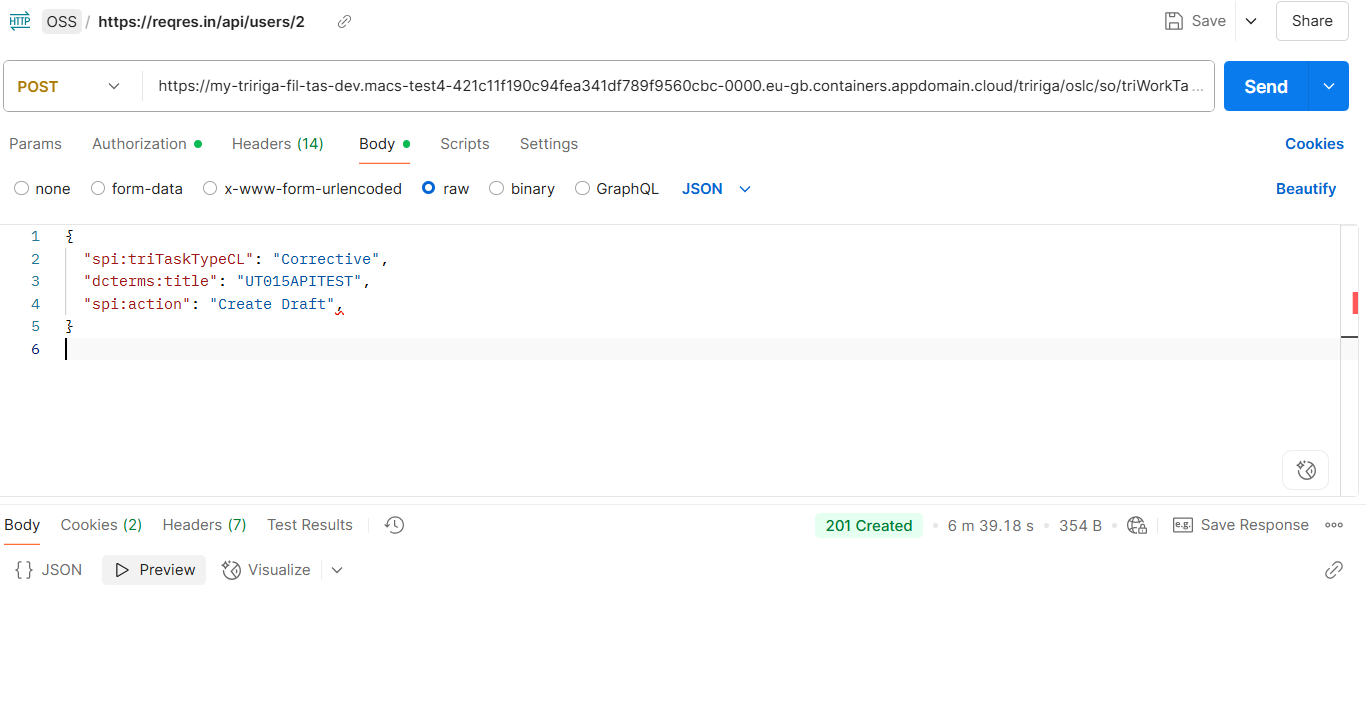 HTTP OSS / https://reqres.in/api/users/2 Save Share
POST https://my-tririga-fil-tas-dev.macs-test4-421c11f190c94fea341df789f9560cbc-0000.eu-gb.containers.appdomain.cloud/tririga/oslc/so/triWorkTa ... Send
Params Authorization Headers (14) Body Scripts Settings Cookies
none form-data x-www-form-urlencoded raw binary GraphQL JSON Beautify
1 {
2 "spi:triTaskTypeCL": "Corrective",
3 "dcterms:title": "UT015APITEST",
4 "spi:action": "Create Draft",
5 }
6
Body Cookies (2) Headers (7) Test Results 201 Created 6 m 39.18 s 354 B e.g. Save Response
{} JSON Preview Visualize